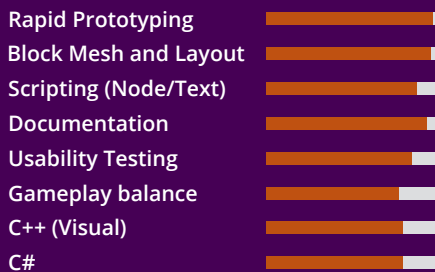 Rapid Prototyping
Block Mesh and Layout
Scripting (Node/Text)
Documentation
Usability Testing
Gameplay balance
C++ (Visual)
C#